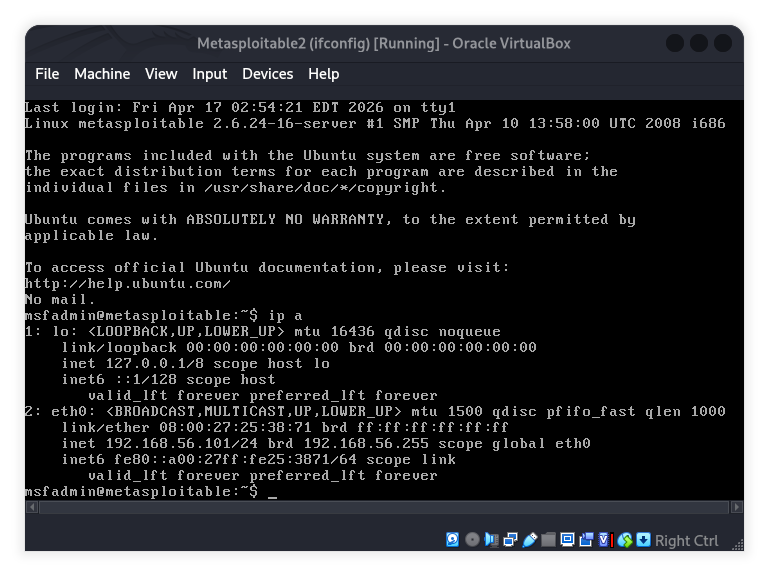 Metasploitable2 (ifconfig) [Running] - Oracle VirtualBox
File Machine View Input Devices Help
Last login: Fri Apr 17 02:54:21 EDT 2026 on tty1
Linux metasploitable 2.6.24-16-server #1 SMP Thu Apr 10 13:58:00 UTC 2008 i686
The programs included with the Ubuntu system are free software;
the exact distribution terms for each program are described in the
individual files in /usr/share/doc/*/copyright.
Ubuntu comes with ABSOLUTELY NO WARRANTY, to the extent permitted by
applicable law.
To access official Ubuntu documentation, please visit:
http://help.ubuntu.com/
No mail.
msfadmin@metasploitable:~$ ip a
1: lo: <LOOPBACK,UP,LOWER_UP> mtu 16436 qdisc noqueue
    link/loopback 00:00:00:00:00:00 brd 00:00:00:00:00:00
    inet 127.0.0.1/8 scope host lo
    inet6 ::1/128 scope host
       valid_lft forever preferred_lft forever
2: eth0: <BROADCAST,MULTICAST,UP,LOWER_UP> mtu 1500 qdisc pfifo_fast qlen 1000
    link/ether 08:00:27:25:38:71 brd ff:ff:ff:ff:ff:ff
    inet 192.168.56.101/24 brd 192.168.56.255 scope global eth0
    inet6 fe80::a00:27ff:fe25:3871/64 scope link
       valid_lft forever preferred_lft forever
msfadmin@metasploitable:~$ _
Right Ctrl